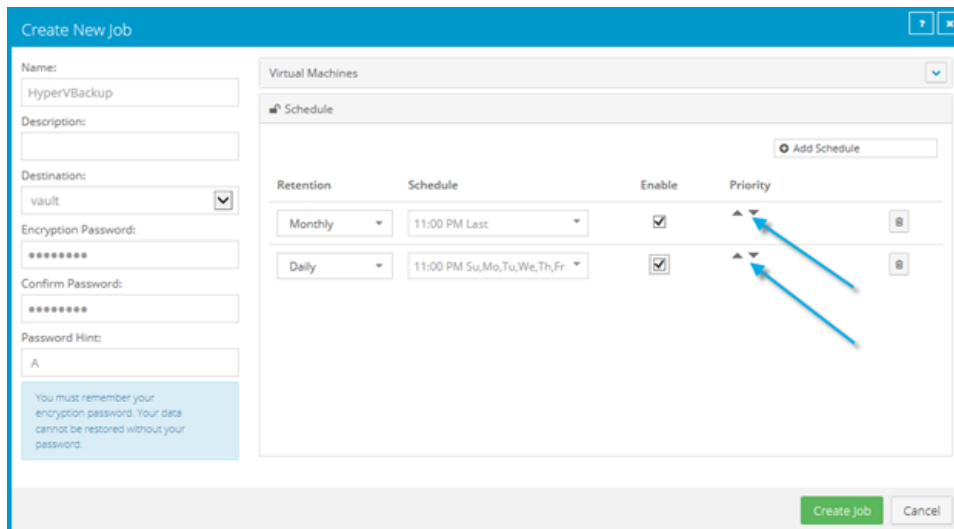 Create New Job
?
Name:
HyperVBackup
Description:
Destination:
vault
Encryption Password:
Confirm Password:
Password Hint:
A
You must remember your
encryption password. Your data
cannot be restored without your
password.
Virtual Machines
Schedule
Add Schedule
Retention Schedule Enable Priority
Monthly 11:00 PM Last
Daily 11:00 PM Su,Mo,Tu,We,Th,Fr
Create Job Cancel